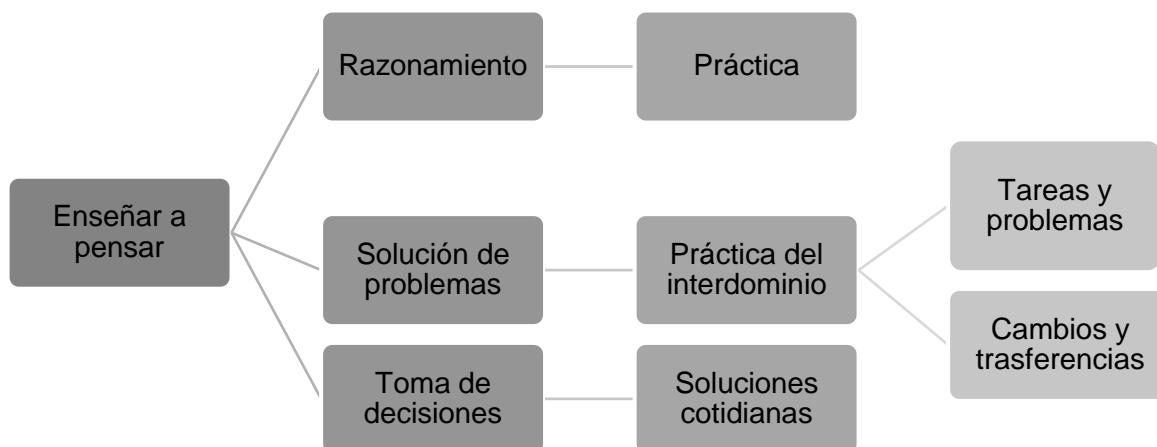 Razonamiento
Práctica
Enseñar a
pensar
Solución de
problemas
Práctica del
interdominio
Tareas y
problemas
Cambios y
trasferencias
Toma de
decisiones
Soluciones
cotidianas